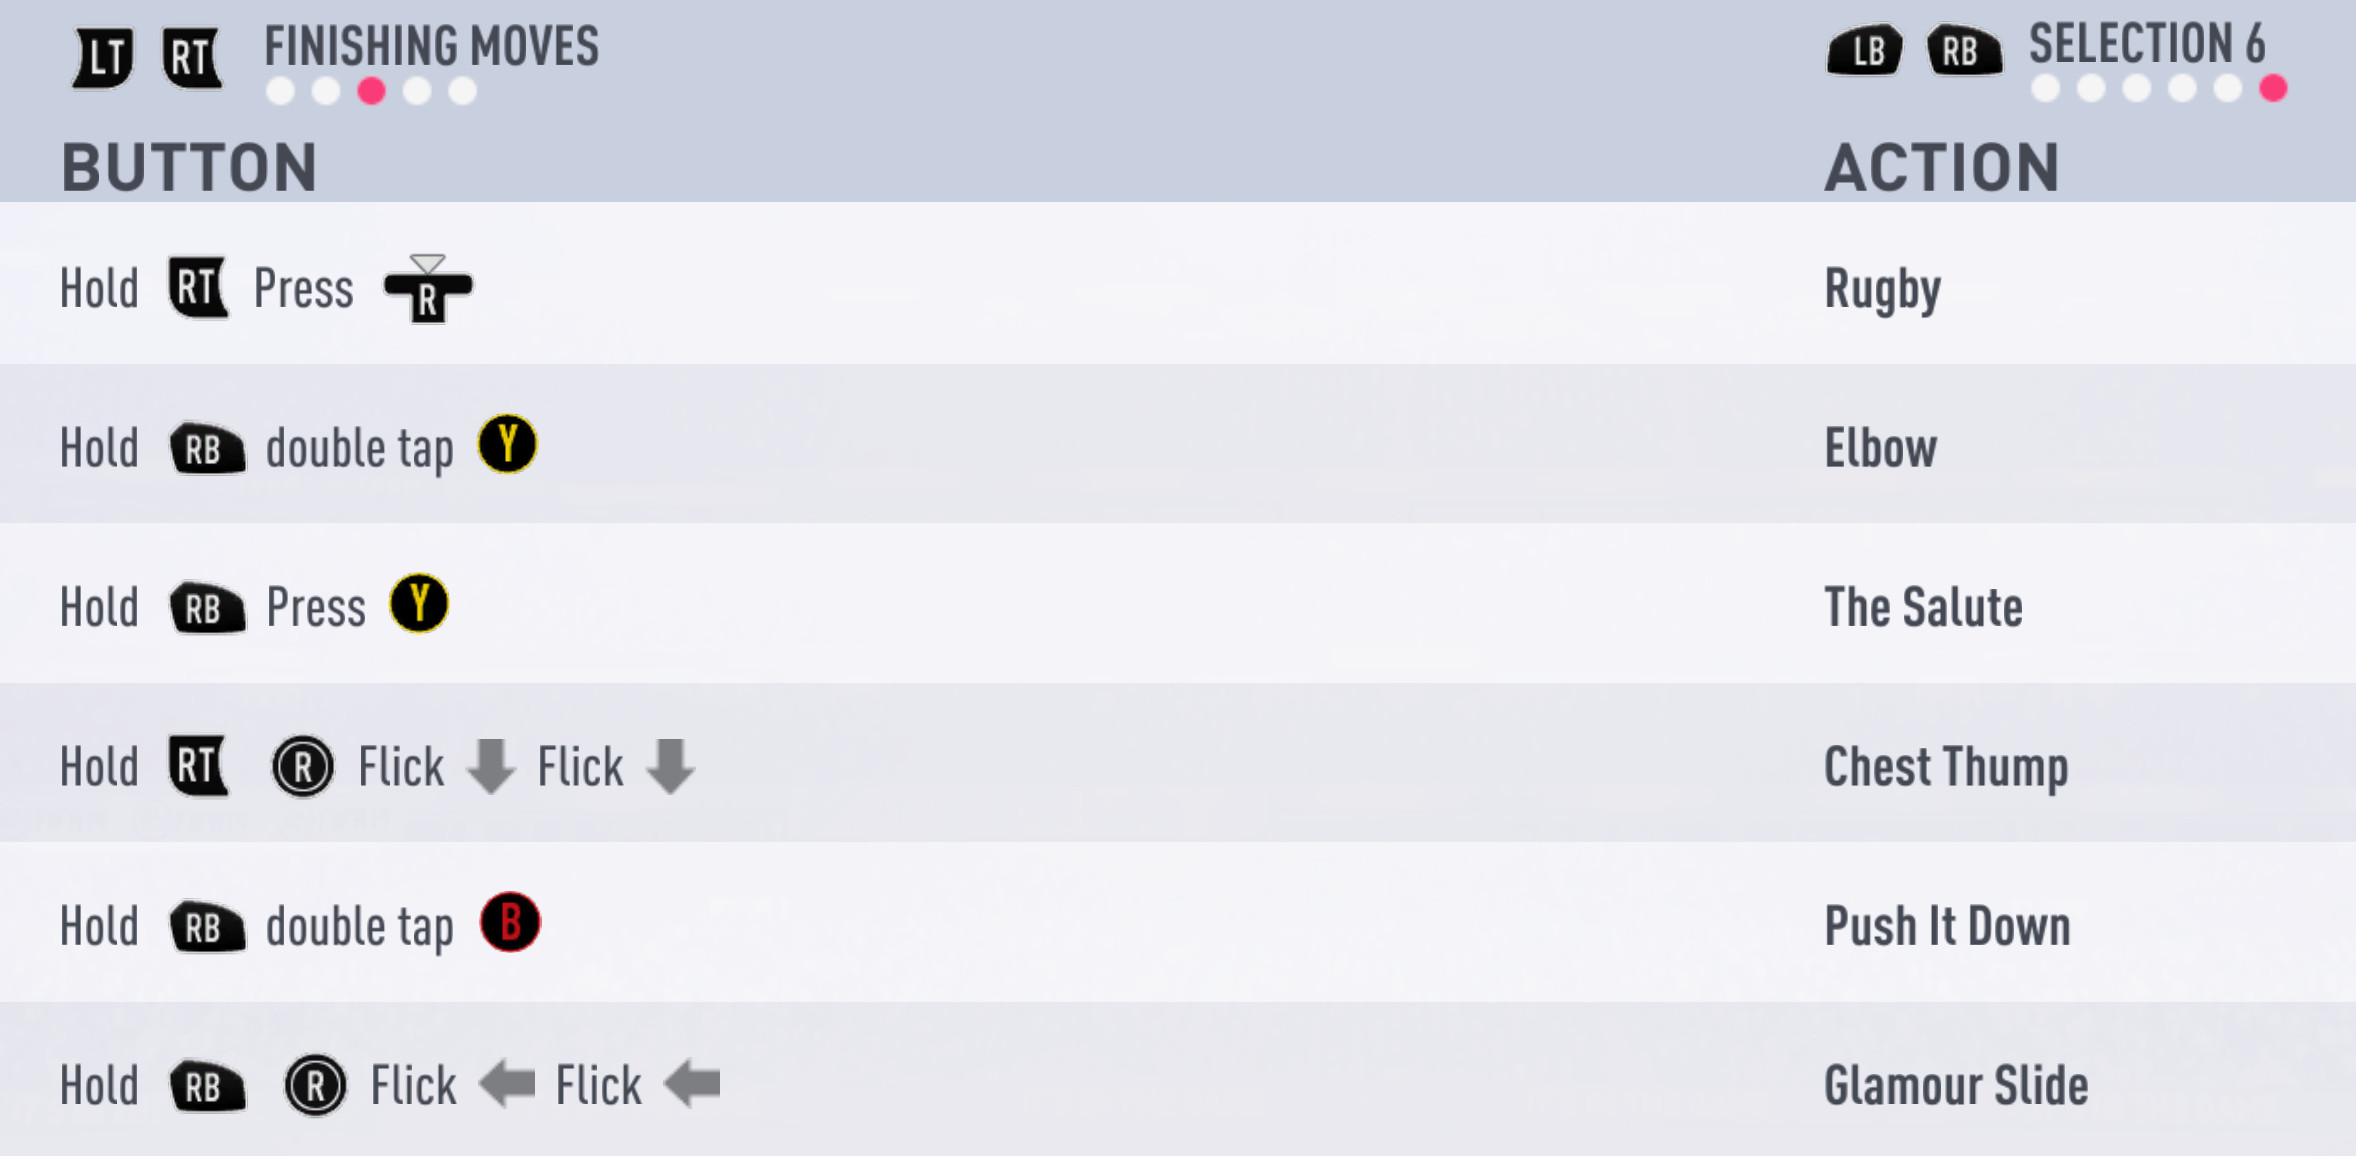 LT RT FINISHING MOVES LB RB SELECTION 6
BUTTON ACTION
Hold RT Press R Rugby
Hold RB double tap Y Elbow
Hold RB Press Y The Salute
Hold RT R Flick Flick Chest Thump
Hold RB double tap B Push It Down
Hold RB R Flick Flick Glamour Slide